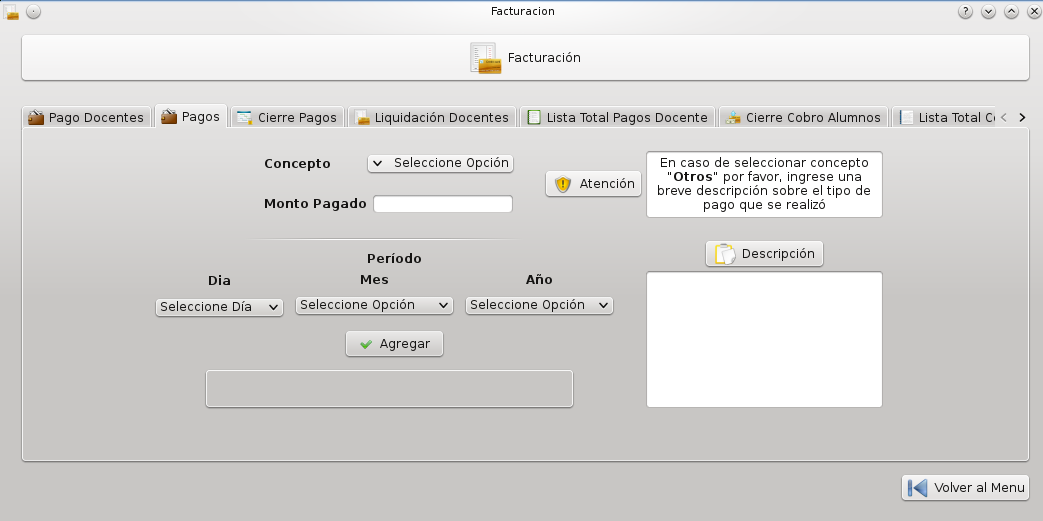 Facturacion
Facturación
Pago Docentes
Pagos
Cierre Pagos
Liquidación Docentes
Lista Total Pagos Docente
Cierre Cobro Alumnos
Lista Total
Concepto
Seleccione Opción
Monto Pagado
Atención
En caso de seleccionar concepto
"Otros" por favor, ingrese una
breve descripción sobre el tipo de
pago que se realizó
Período
Dia
Mes
Año
Seleccione Día
Seleccione Opción
Seleccione Opción
Descripción
Agregar
Volver al Menu